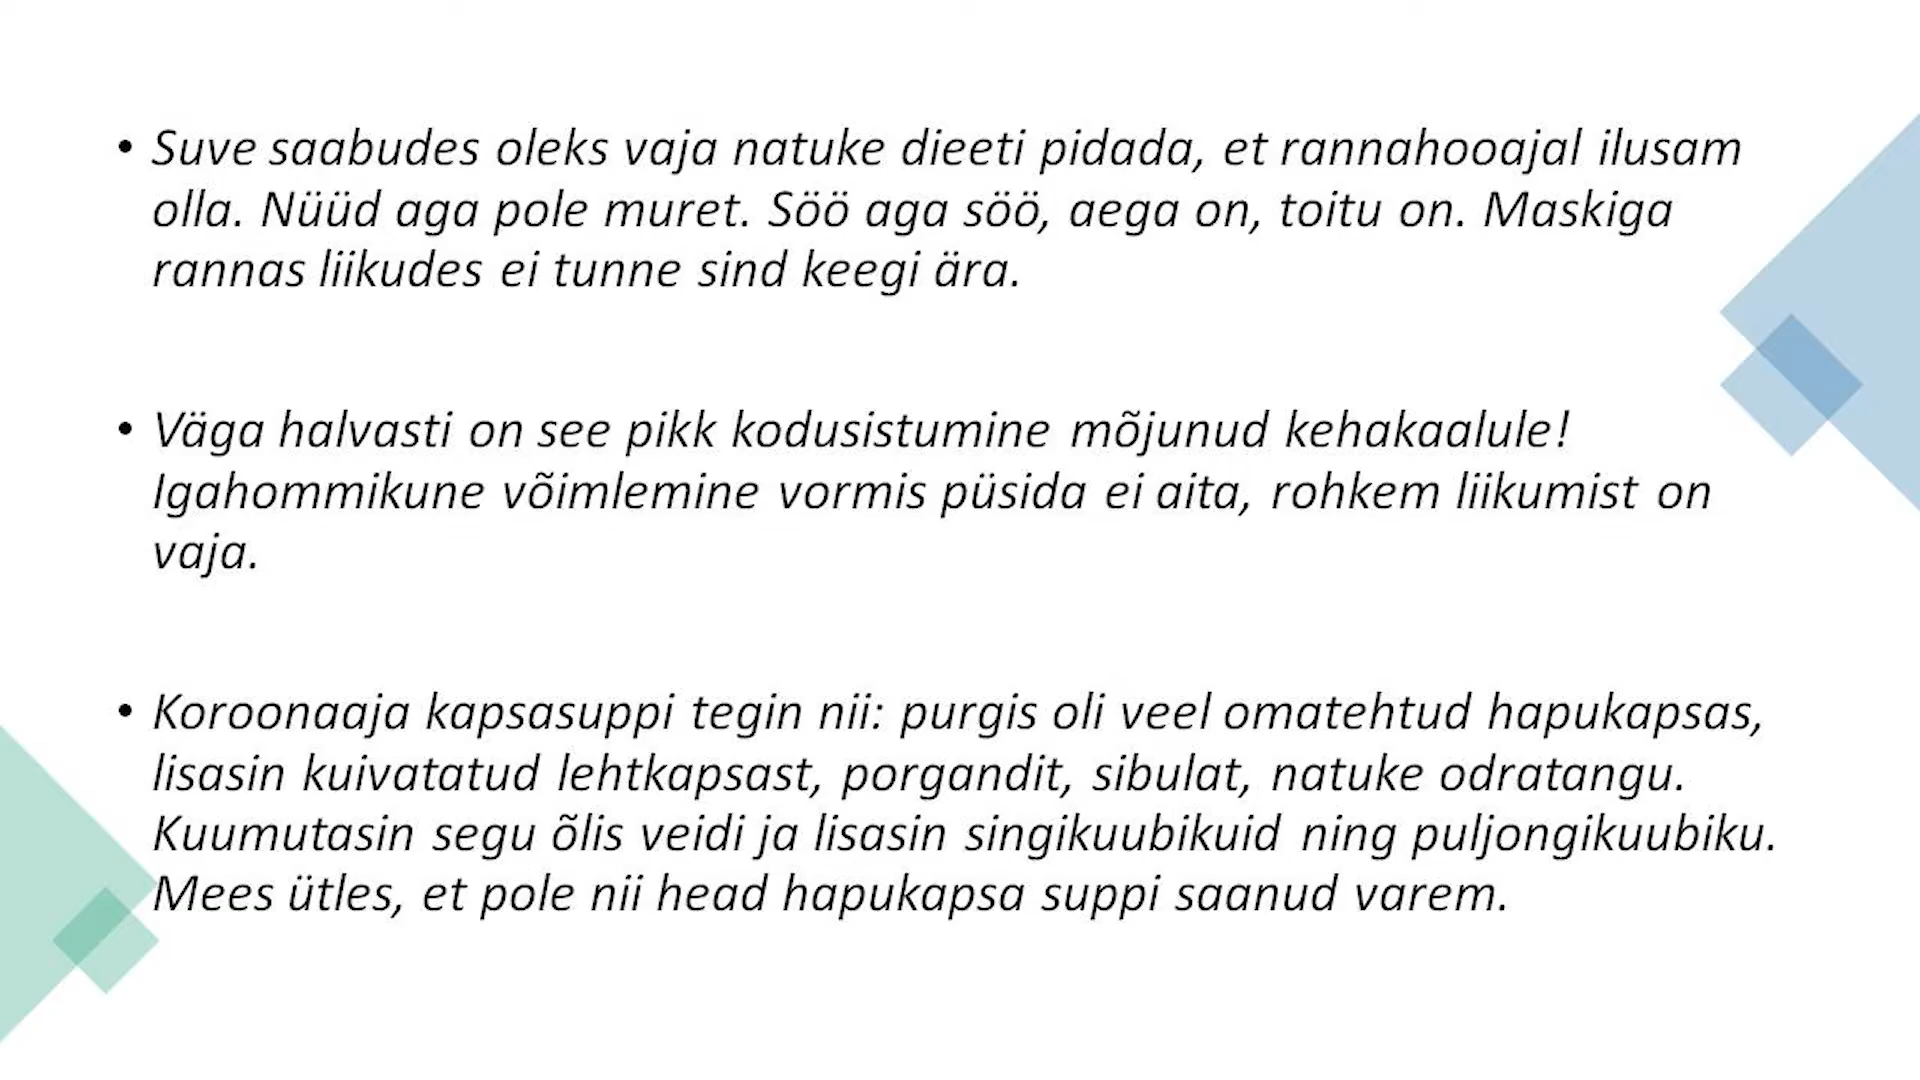 • Suve saabudes oleks vaja natuke dieeti pidada, et rannahooajal ilusam
olla. Nüüd aga pole muret. Söö aga söö, aega on, toitu on. Maskiga
rannas liikudes ei tunne sind keegi ära.
• Väga halvasti on see pikk kodusistumine mõjunud kehakaalule!
Igahommikune võimlemine vormis püsida ei aita, rohkem liikumist on
vaja.
• Koroonaaja kapsasuppi tegin nii: purgis oli veel omatehtud hapukapsas,
lisasin kuivatatud lehtkapsast, porgandit, sibulat, natuke odratangu.
Kuumutasin segu õlis veidi ja lisasin singikuubikuid ning puljongikuubiku.
Mees ütles, et pole nii head hapukapsa suppi saanud varem.